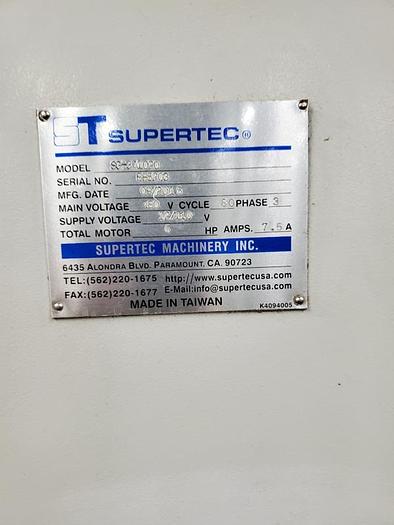 ST SUPERTEC®
MODEL
SERIAL NO.
MFG. DATE
MAIN VOLTAGE V CYCLE 60 PHASE 3
SUPPLY VOLTAGE V
TOTAL MOTOR HP AMPS. 7.5 A
SUPERTEC MACHINERY INC.
6435 ALONDRA BLVD. PARAMOUNT. CA. 90723
TEL:(562)220-1675 http://www.supertecusa.com
FAX:(562)220-1677 E-Mail:info@supertecusa.com
MADE IN TAIWAN K4094005